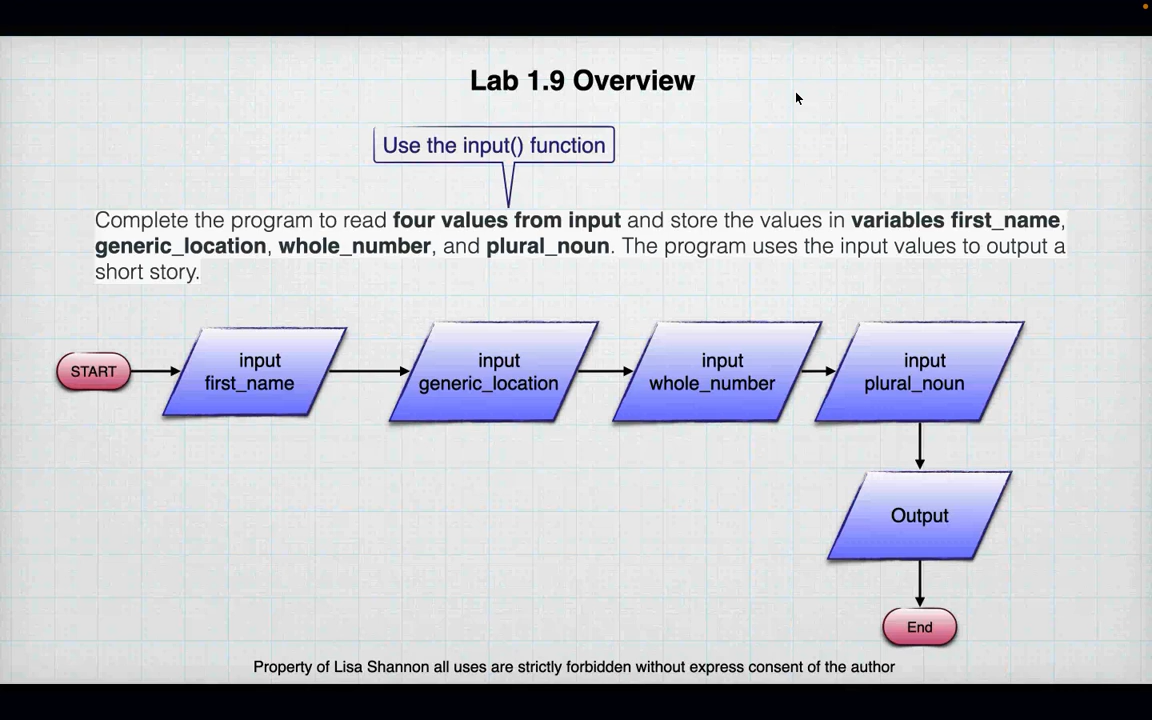 Lab 1.9 Overview
Use the input() function
Complete the program to read four values from input and store the values in variables first_name,
generic_location, whole_number, and plural_noun. The program uses the input values to output a
short story.
START
input
first_name
input
generic_location
input
whole_number
input
plural_noun
Output
End
Property of Lisa Shannon all uses are strictly forbidden without express consent of the author